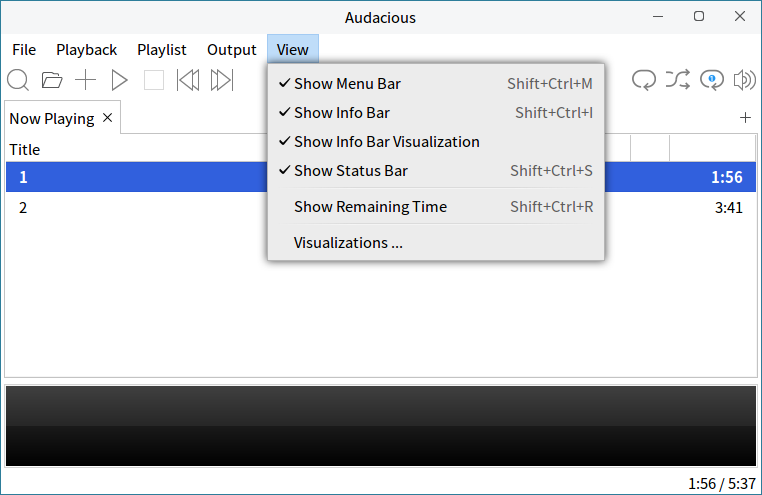 Audacious
File Playback Playlist Output View
Show Menu Bar Shift+Ctrl+M
Show Info Bar Shift+Ctrl+I
Show Info Bar Visualization
Show Status Bar Shift+Ctrl+S
Show Remaining Time Shift+Ctrl+R
Visualizations ...
Now Playing
Title
1 1:56
2 3:41
1:56 / 5:37